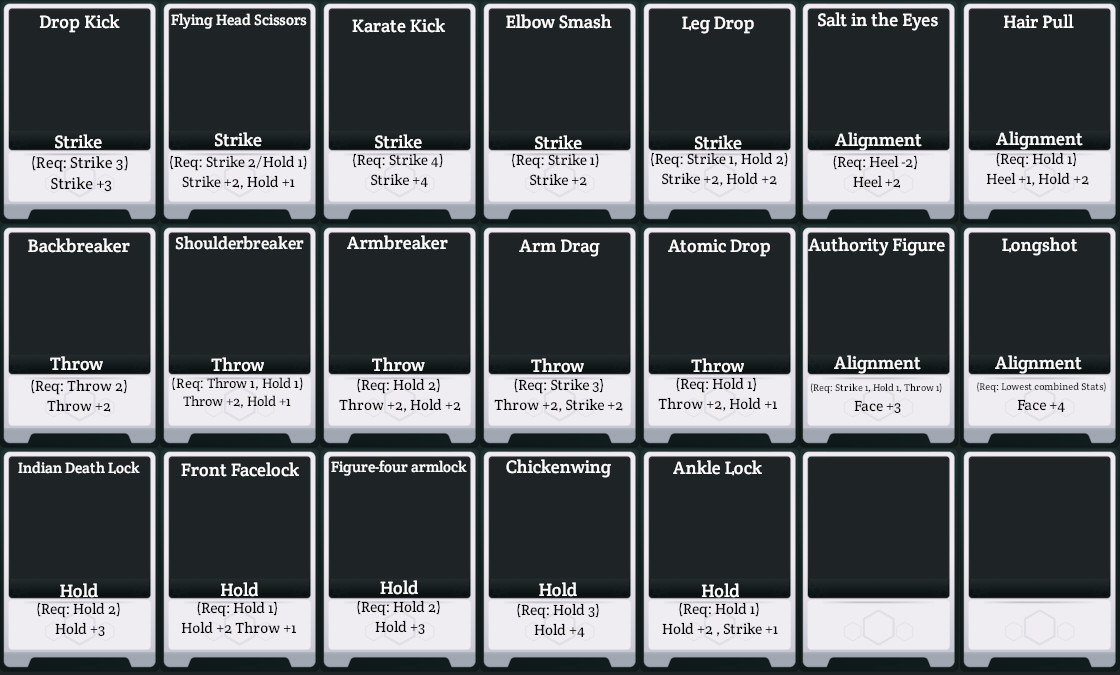 Drop Kick
Strike
(Req: Strike 3)
Strike +3
Flying Head Scissors
Strike
(Req: Strike 2/Hold 1)
Strike +2, Hold +1
Karate Kick
Strike
(Req: Strike 4)
Strike +4
Elbow Smash
Strike
(Req: Strike 1)
Strike +2
Leg Drop
Strike
(Req: Strike 1, Hold 2)
Strike +2, Hold +2
Salt in the Eyes
Alignment
(Req: Heel -2)
Heel +2
Hair Pull
Alignment
(Req: Hold 1)
Heel +1, Hold +2
Backbreaker
Throw
(Req: Throw 2)
Throw +2
Shoulderbreaker
Throw
(Req: Throw 1, Hold 1)
Throw +2, Hold +1
Armbreaker
Throw
(Req: Hold 2)
Throw +2, Hold +2
Arm Drag
Throw
(Req: Strike 3)
Throw +2, Strike +2
Atomic Drop
Throw
(Req: Hold 1)
Throw +2, Hold +1
Authority Figure
Alignment
(Req: Strike 1, Hold 1, Throw 1)
Face +3
Longshot
Alignment
(Req: Lowest combined Stats)
Face +4
Indian Death Lock
Hold
(Req: Hold 2)
Hold +3
Front Facelock
Hold
(Req: Hold 1)
Hold +2 Throw +1
Figure-four armlock
Hold
(Req: Hold 2)
Hold +3
Chickenwing
Hold
(Req: Hold 3)
Hold +4
Ankle Lock
Hold
(Req: Hold 1)
Hold +2 , Strike +1